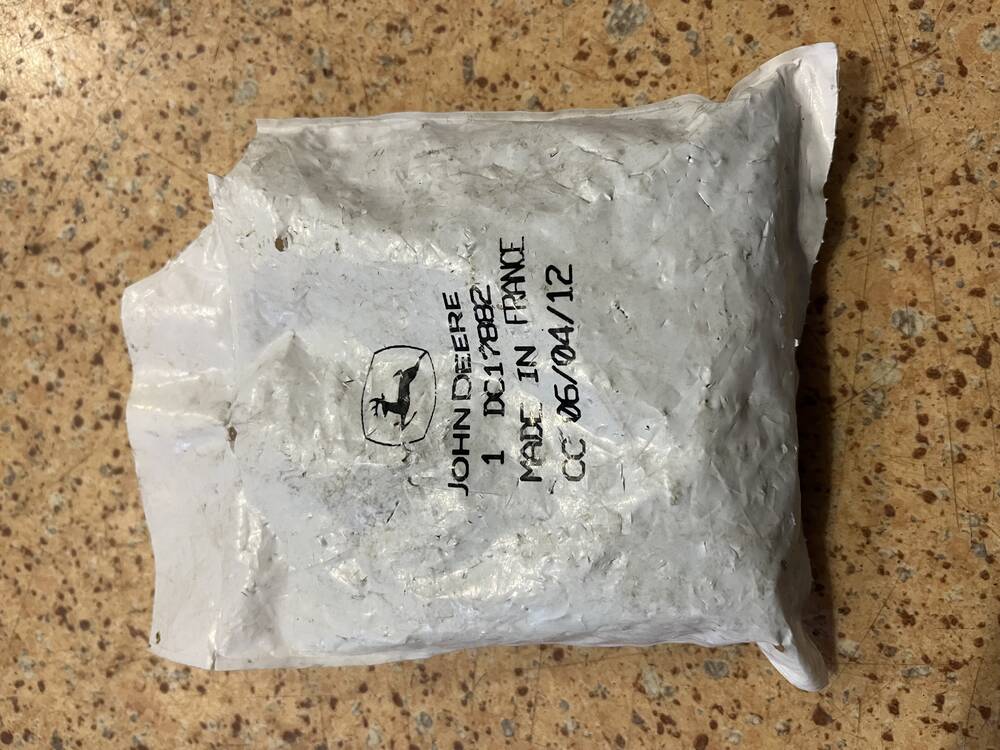 JOHN DEERE
1 DC17882
MADE IN FRANCE
CC 06/04/12